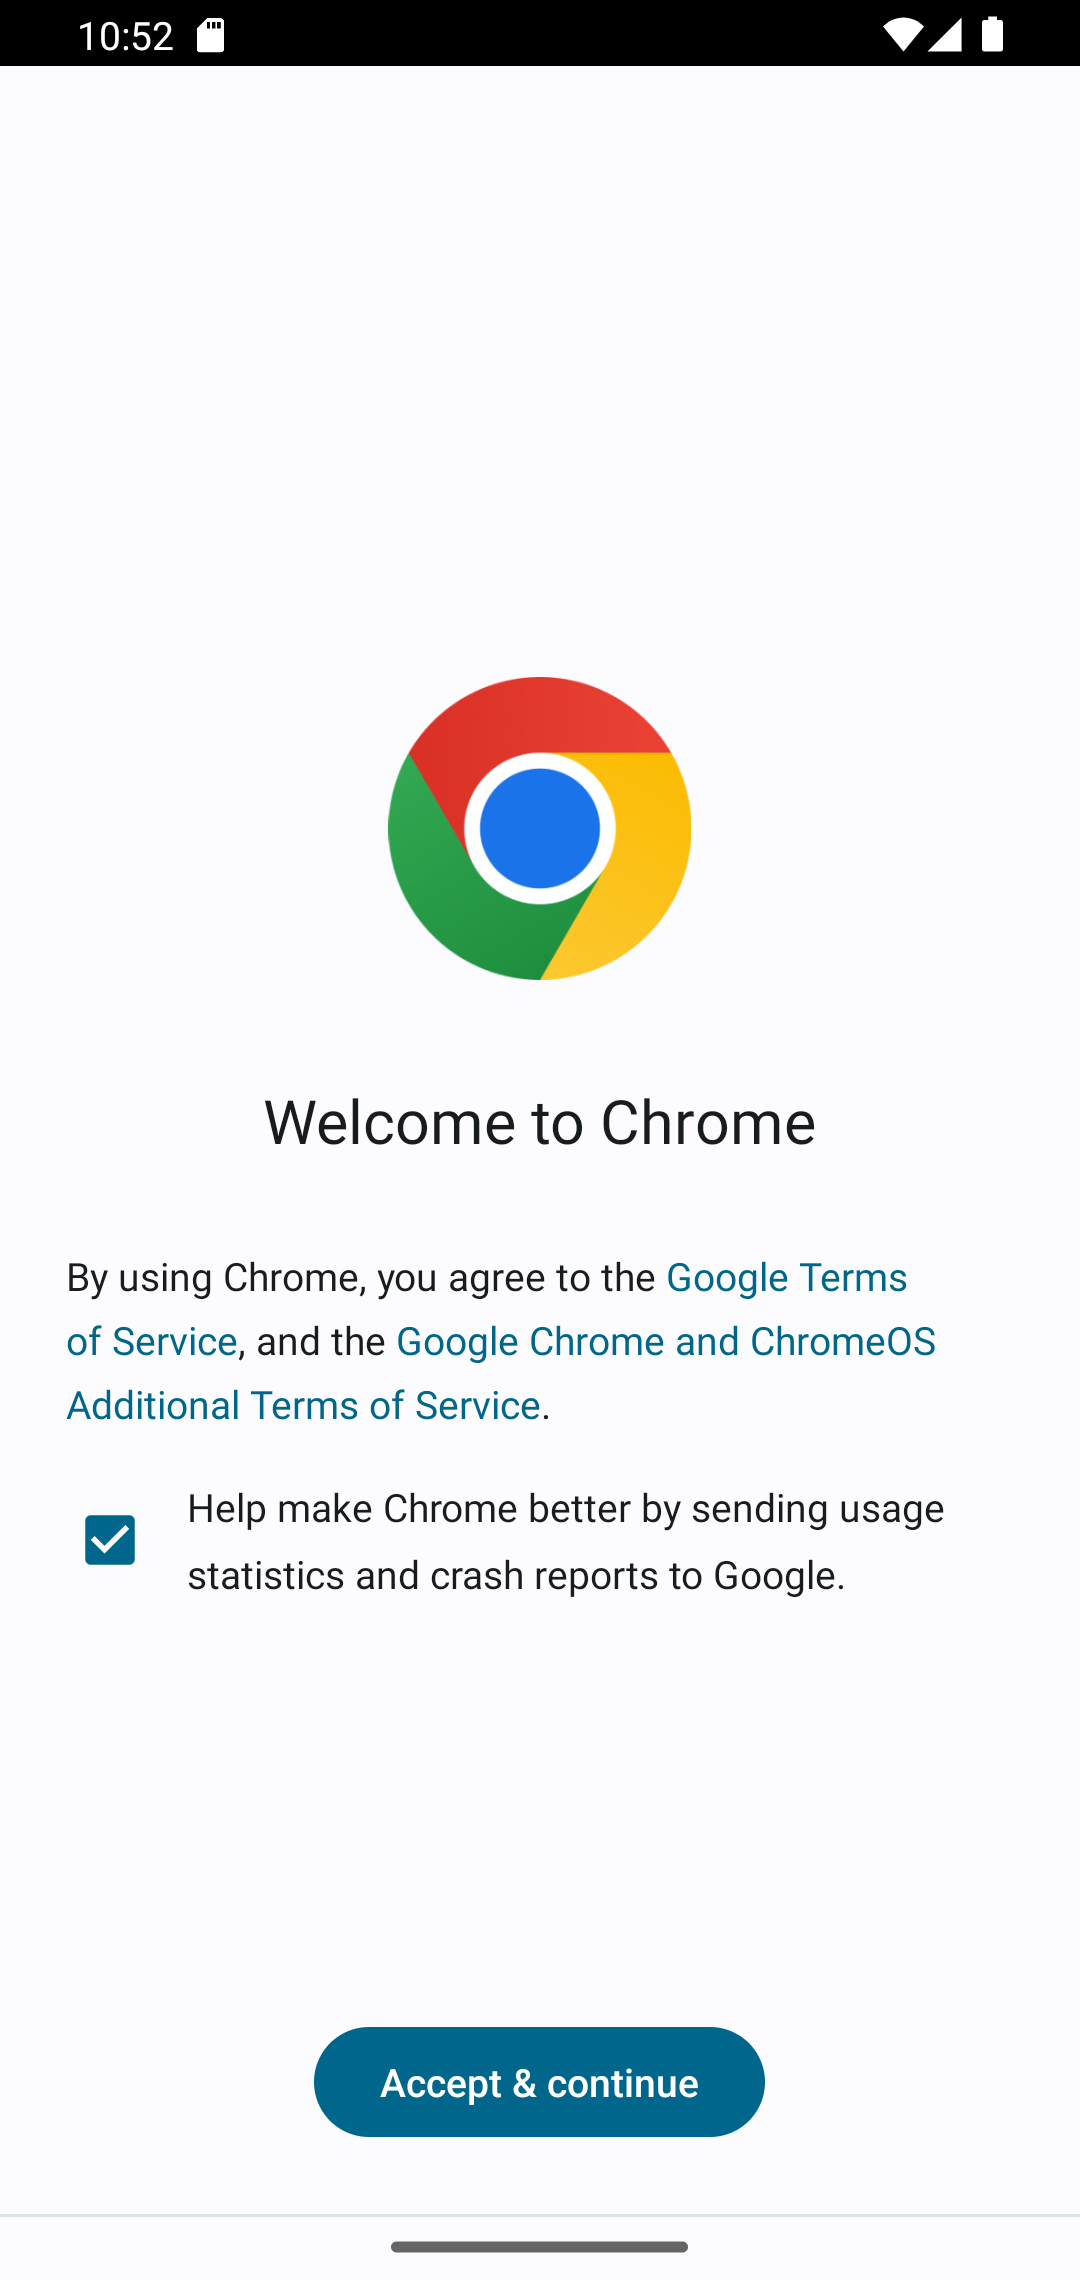 10:52
Welcome to Chrome
By using Chrome, you agree to the Google Terms
of Service, and the Google Chrome and ChromeOS
Additional Terms of Service.
Help make Chrome better by sending usage
statistics and crash reports to Google.
Accept & continue